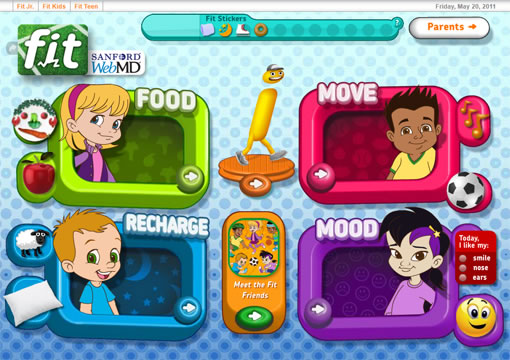 Fit Jr. Fit Kids Fit Teen
Friday, May 20, 2011
Fit Stickers
?
Parents
fit
SANFORD
WebMD
FOOD
MOVE
RECHARGE
MOOD
Meet the Fit
Friends
Today,
I like my:
smile
nose
ears